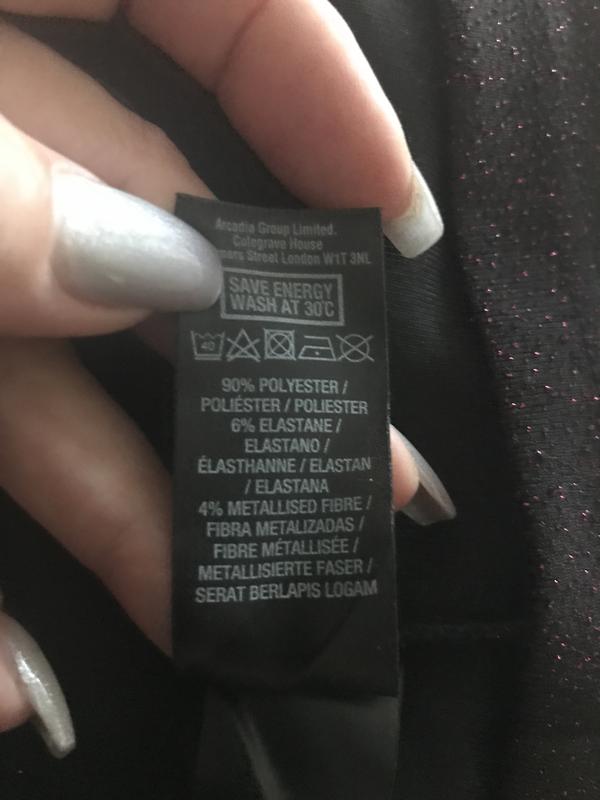 Arcadia Group Limited.
Colegrave House
Street London W1T 3NL
SAVE ENERGY
WASH AT 30°C
40
90% POLYESTER /
POLIÉSTER / POLIESTER
6% ELASTANE /
ELASTANO /
ÉLASTHANNE / ELASTAN
/ ELASTANA
4% METALLISED FIBRE /
FIBRA METALIZADAS /
FIBRE MÉTALLISÉE /
METALLISIERTE FASER /
SERAT BERLAPIS LOGAM